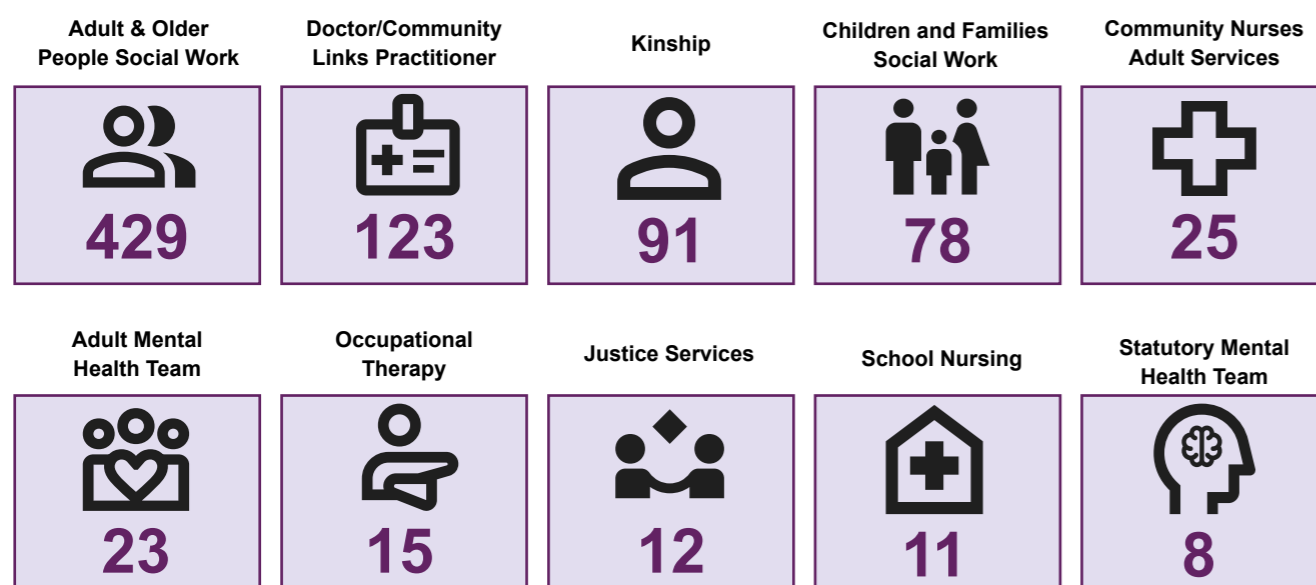 Adult & Older
People Social Work
Doctor/Community
Links Practitioner
Kinship
Children and Families
Social Work
Community Nurses
Adult Services
429
123
91
78
25
Adult Mental
Health Team
Occupational
Therapy
Justice Services
School Nursing
Statutory Mental
Health Team
23
15
12
11
8